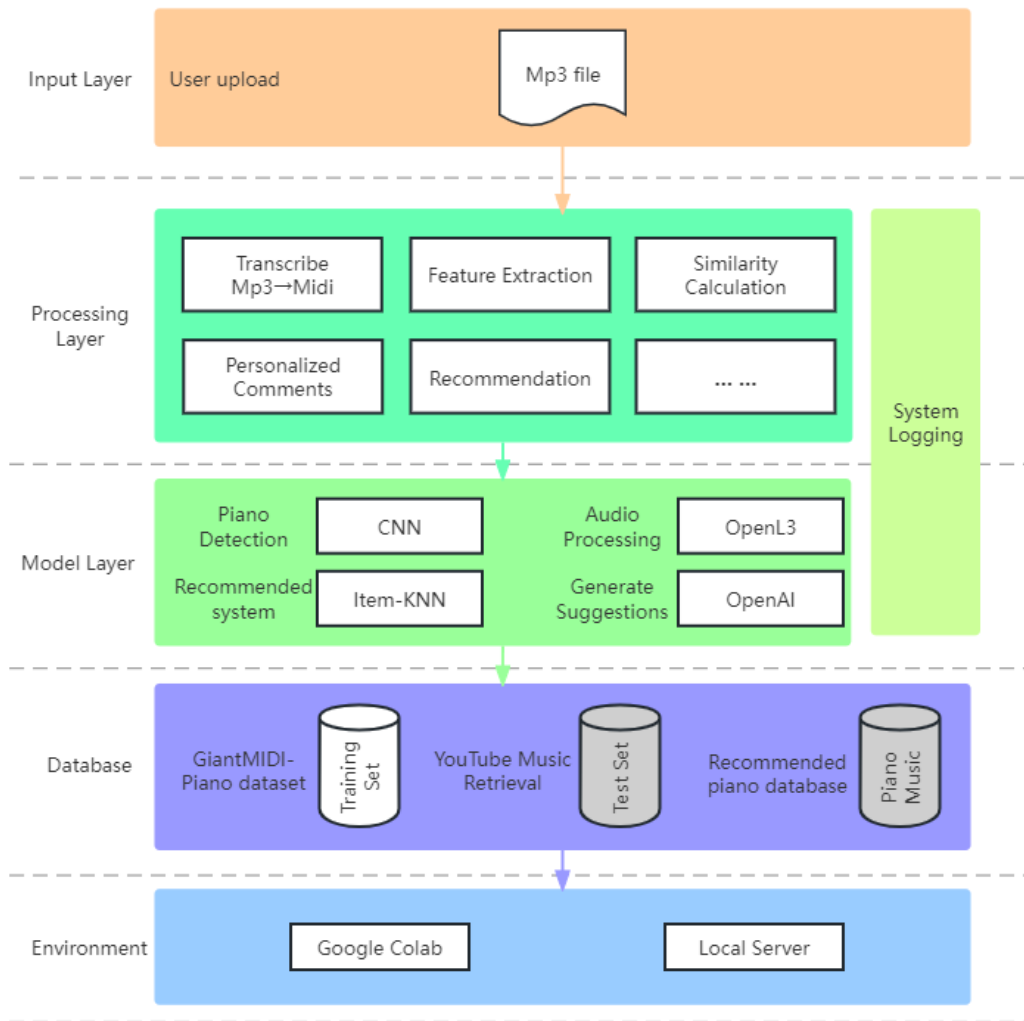 Input Layer
User upload
Mp3 file
Processing
Layer
Transcribe
Mp3→Midi
Feature Extraction
Similarity
Calculation
Personalized
Comments
Recommendation
... ...
System
Logging
Model Layer
Piano
Detection
CNN
Audio
Processing
OpenL3
Recommended
system
Item-KNN
Generate
Suggestions
OpenAI
Database
GiantMIDI-
Piano dataset
Training
Set
YouTube Music
Retrieval
Test Set
Recommended
piano database
Piano
Music
Environment
Google Colab
Local Server